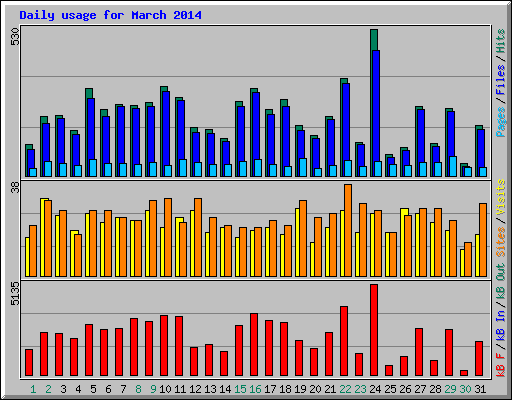 Daily usage for March 2014
530
Pages / Files / Hits
38
Sites / Visits
5135
kB F / kB In / kB Out
1 2 3 4 5 6 7 8 9 10 11 12 13 14 15 16 17 18 19 20 21 22 23 24 25 26 27 28 29 30 31